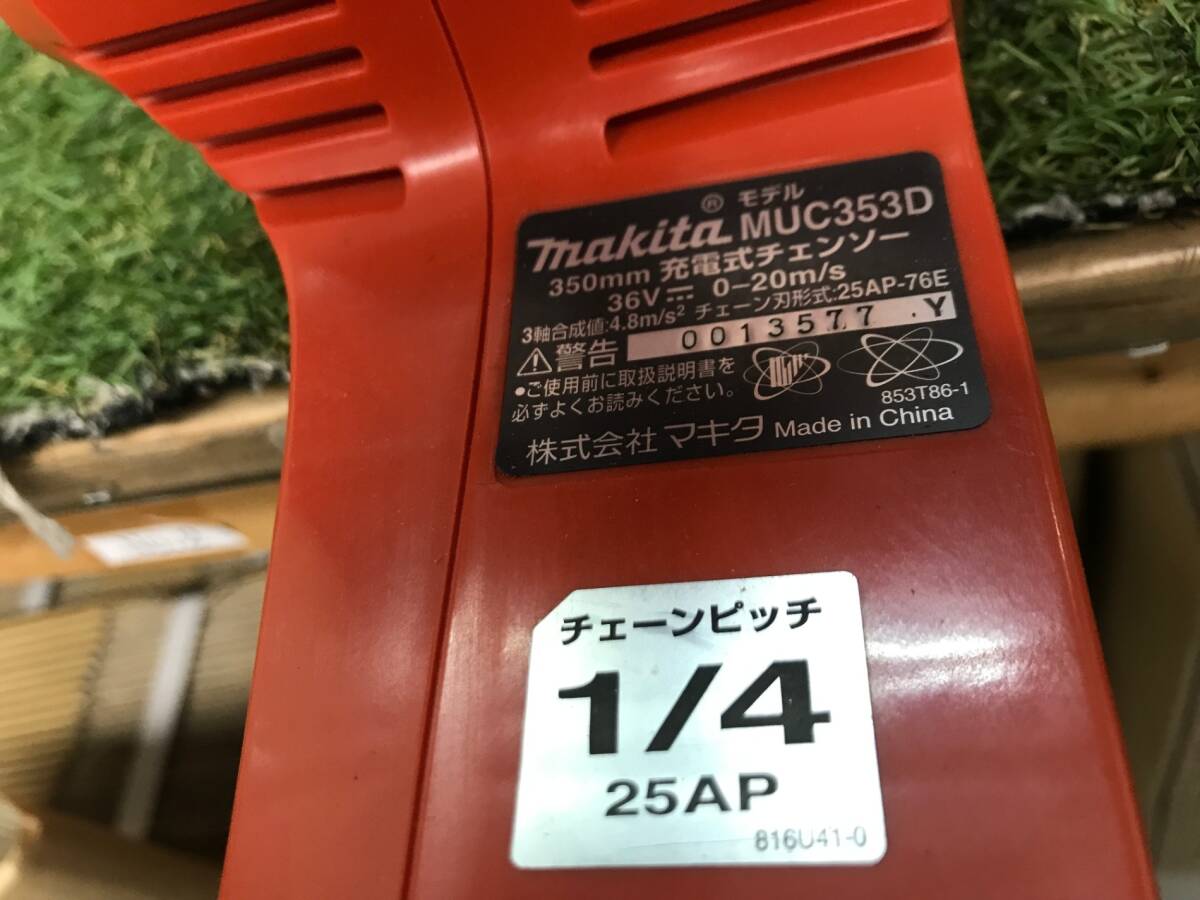 makita® モデル MUC353D
350mm 充電式チェンソー
36V⎓ 0-20m/s
3軸合成値:4.8m/s² チェーン刃形式:25AP-76E
⚠警告 0013577 .Y
•ご使用前に取扱説明書を
必ずよくお読みください。
853T86-1
株式会社 マキタ Made in China
チェーンピッチ
1/4
25AP
816U41-0